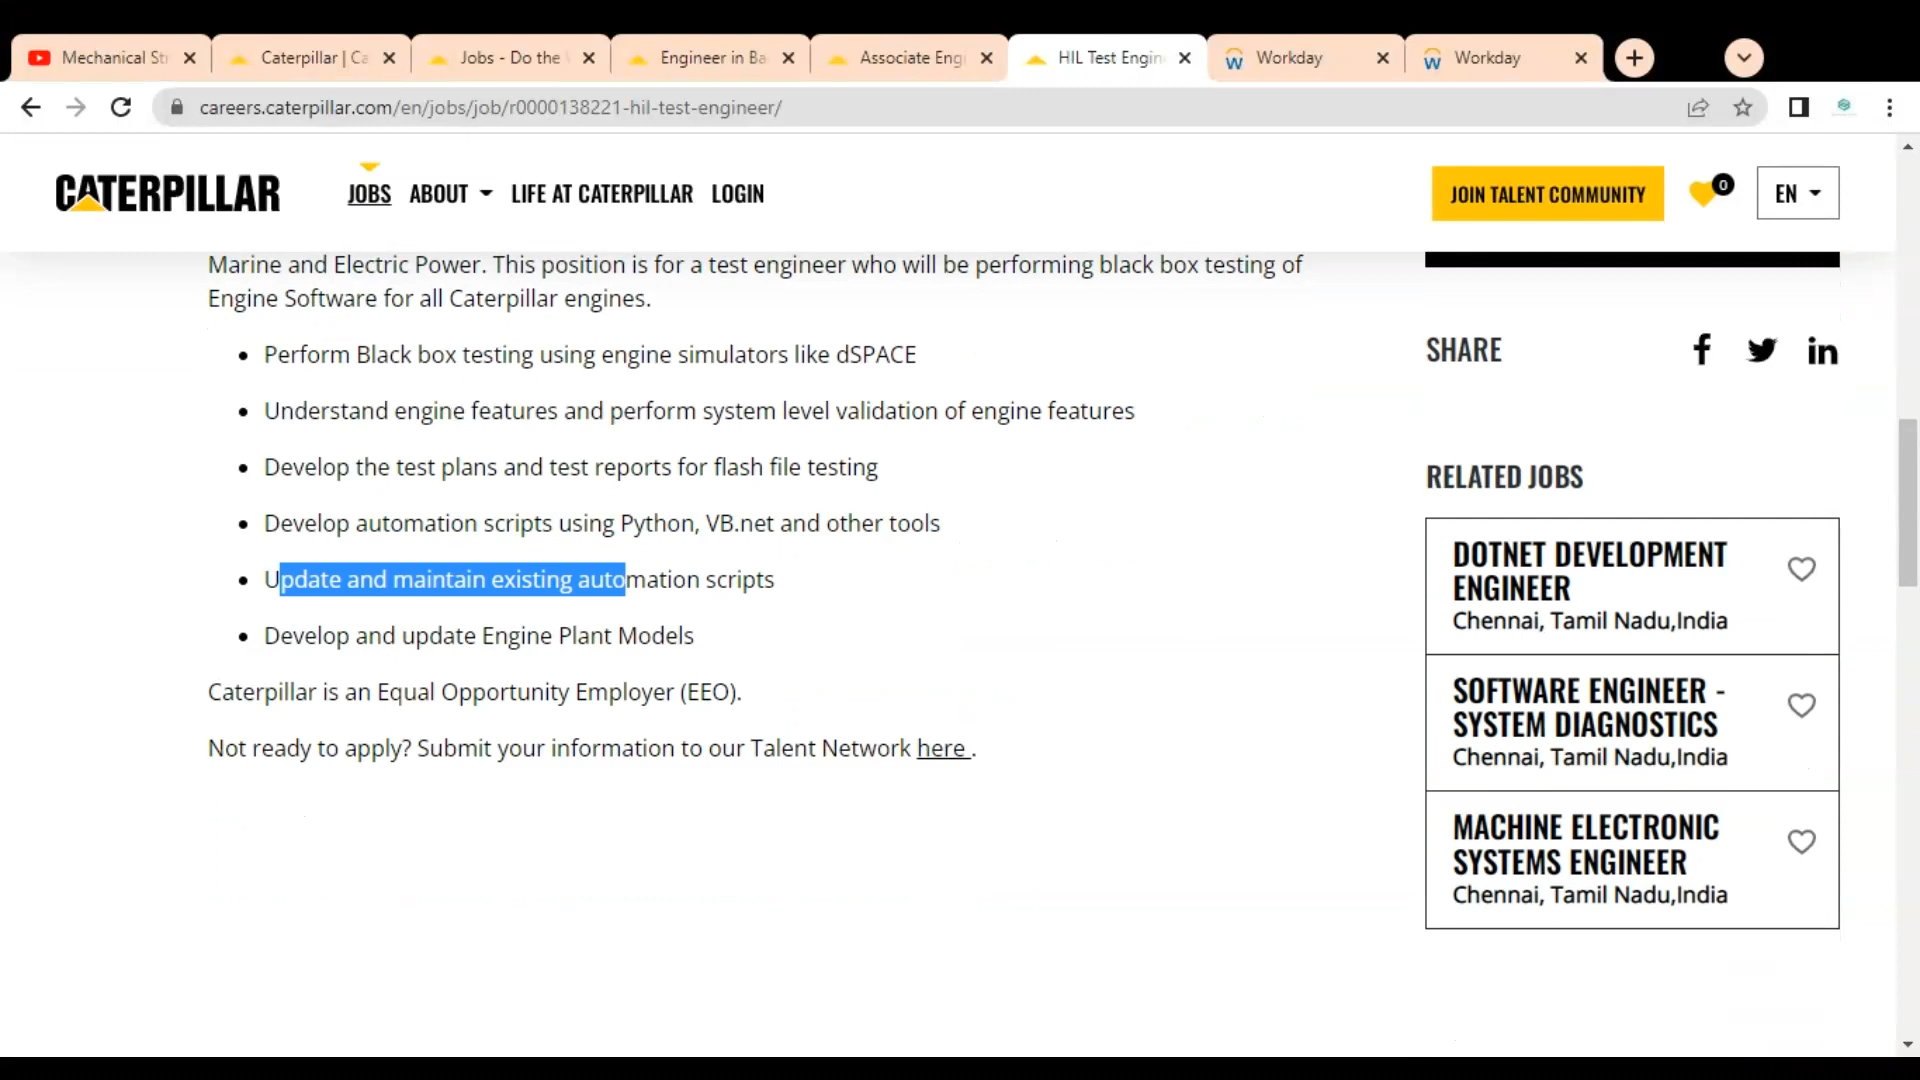 Mechanical St
Caterpillar | Ca
Jobs - Do the
Engineer in Ba
Associate Engi
HIL Test Engin
Workday
Workday
careers.caterpillar.com/en/jobs/job/r0000138221-hil-test-engineer/
CATERPILLAR
JOBS
ABOUT
LIFE AT CATERPILLAR
LOGIN
JOIN TALENT COMMUNITY
0
EN
Marine and Electric Power. This position is for a test engineer who will be performing black box testing of
Engine Software for all Caterpillar engines.
• Perform Black box testing using engine simulators like dSPACE
• Understand engine features and perform system level validation of engine features
• Develop the test plans and test reports for flash file testing
• Develop automation scripts using Python, VB.net and other tools
• Update and maintain existing automation scripts
• Develop and update Engine Plant Models
Caterpillar is an Equal Opportunity Employer (EEO).
Not ready to apply? Submit your information to our Talent Network here .
SHARE
RELATED JOBS
DOTNET DEVELOPMENT
ENGINEER
Chennai, Tamil Nadu,India
SOFTWARE ENGINEER -
SYSTEM DIAGNOSTICS
Chennai, Tamil Nadu,India
MACHINE ELECTRONIC
SYSTEMS ENGINEER
Chennai, Tamil Nadu,India